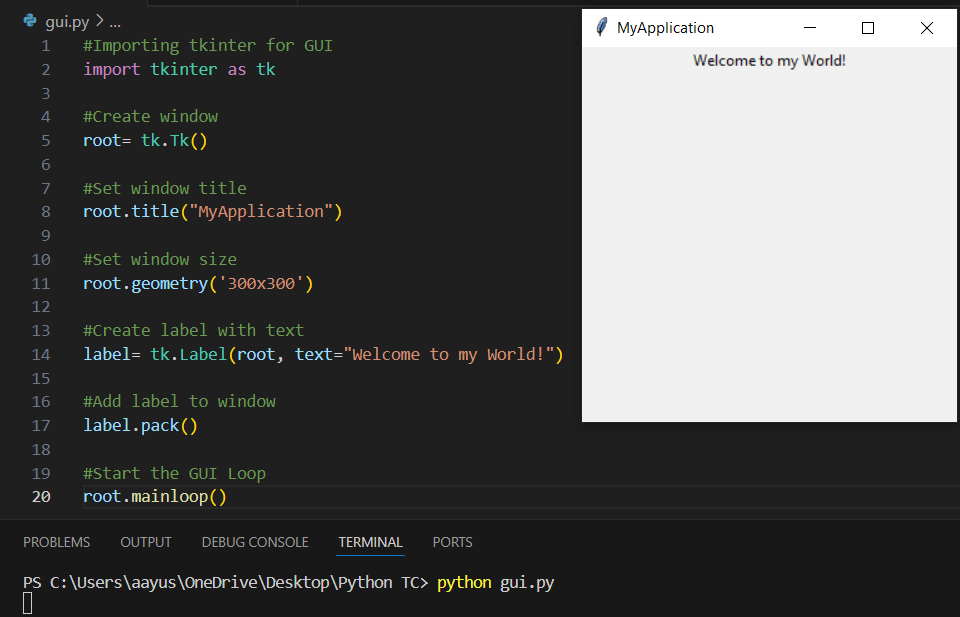 gui.py > ...
1 #Importing tkinter for GUI
2 import tkinter as tk
3
4 #Create window
5 root= tk.Tk()
6
7 #Set window title
8 root.title("MyApplication")
9
10 #Set window size
11 root.geometry('300x300')
12
13 #Create label with text
14 label= tk.Label(root, text="Welcome to my World!")
15
16 #Add label to window
17 label.pack()
18
19 #Start the GUI Loop
20 root.mainloop()
MyApplication
Welcome to my World!
PROBLEMS OUTPUT DEBUG CONSOLE TERMINAL PORTS
PS C:\Users\aayus\OneDrive\Desktop\Python TC> python gui.py